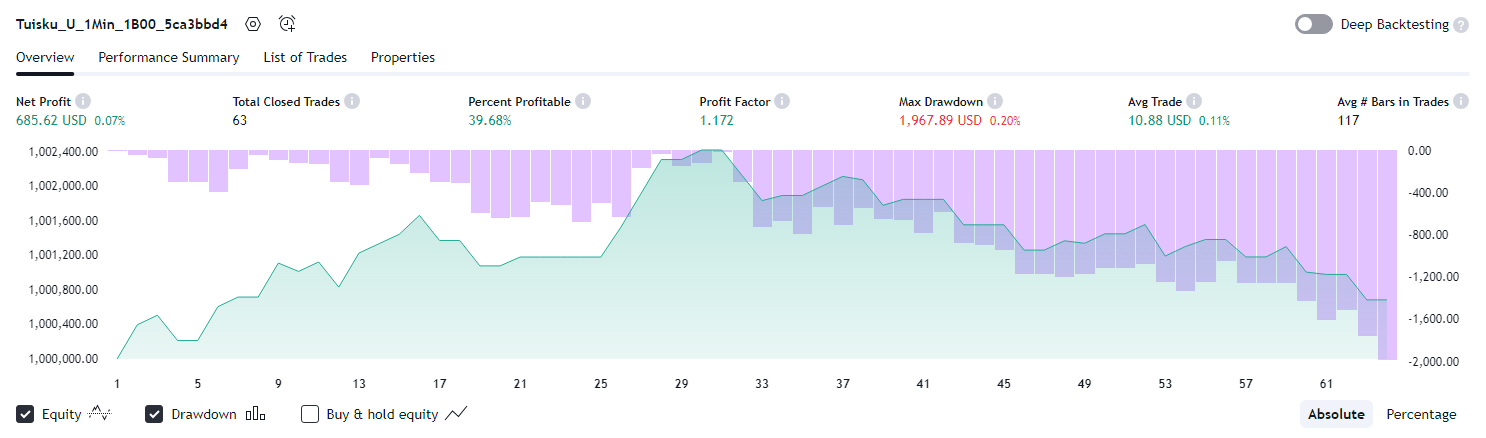 Tuisku_U_1Min_1B00_5ca3bbd4 Deep Backtesting ?
Overview Performance Summary List of Trades Properties
Net Profit Total Closed Trades Percent Profitable Profit Factor Max Drawdown Avg Trade Avg # Bars in Trades
685.62 USD 0.07% 63 39.68% 1.172 1,967.89 USD 0.20% 10.88 USD 0.11% 117
1,002,400.00 0.00
1,002,000.00 -400.00
1,001,600.00 -800.00
1,001,200.00 -1,200.00
1,000,800.00 -1,600.00
1,000,400.00 -2,000.00
1,000,000.00
1 5 9 13 17 21 25 29 33 37 41 45 49 53 57 61
Equity Drawdown Buy & hold equity Absolute Percentage